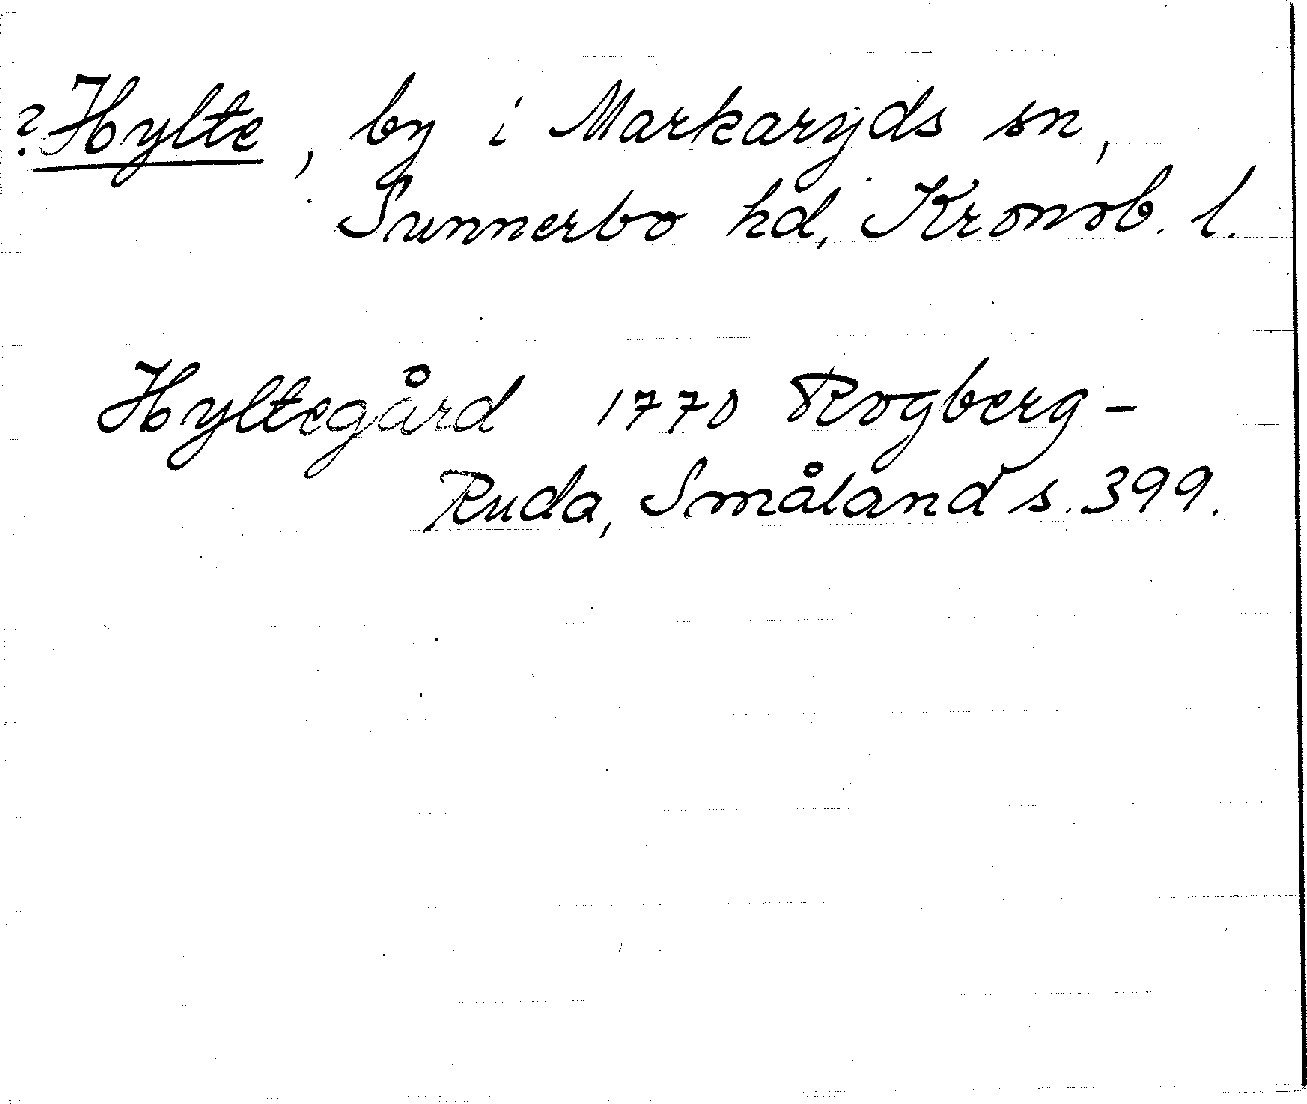 ? Hylte, by i Markaryds sn,
Sunnerbo hd, Kronob. l.
Hyltegård 1770 Rogberg-
Ruda, Småland s. 399.